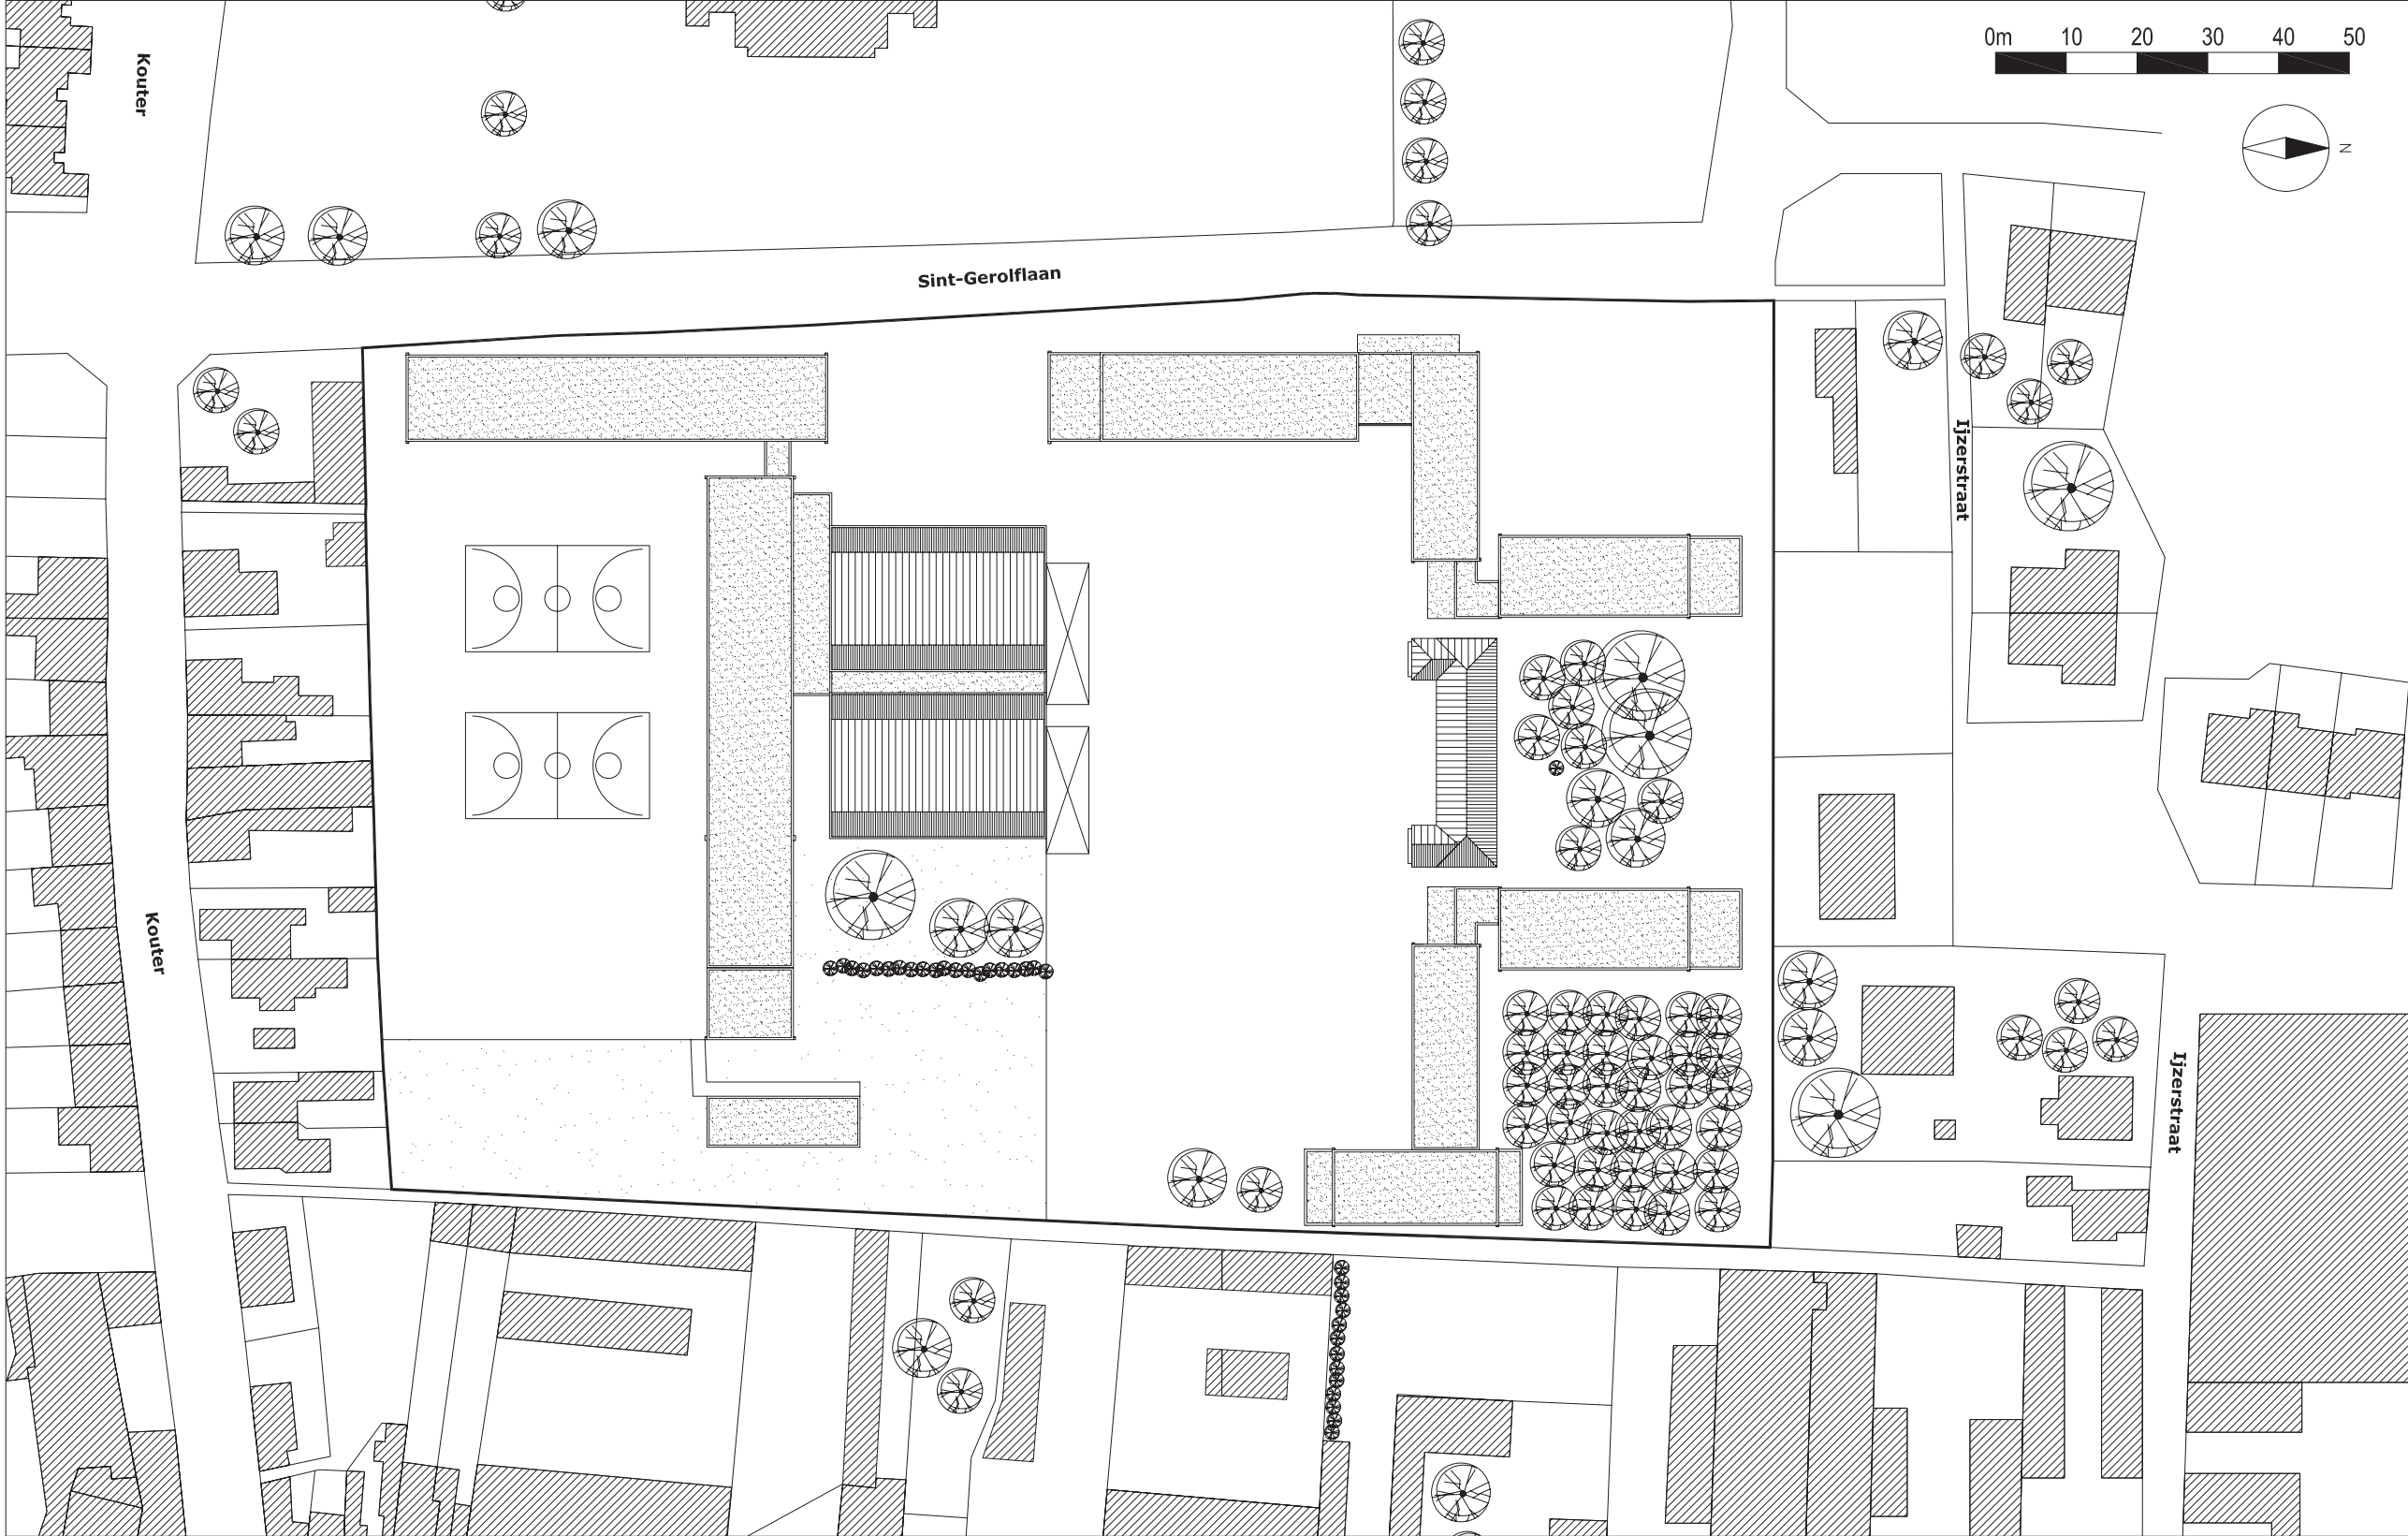 Kouter
0m 10 20 30 40 50
N
Sint-Gerolflaan
Ijzerstraat
Kouter
Ijzerstraat